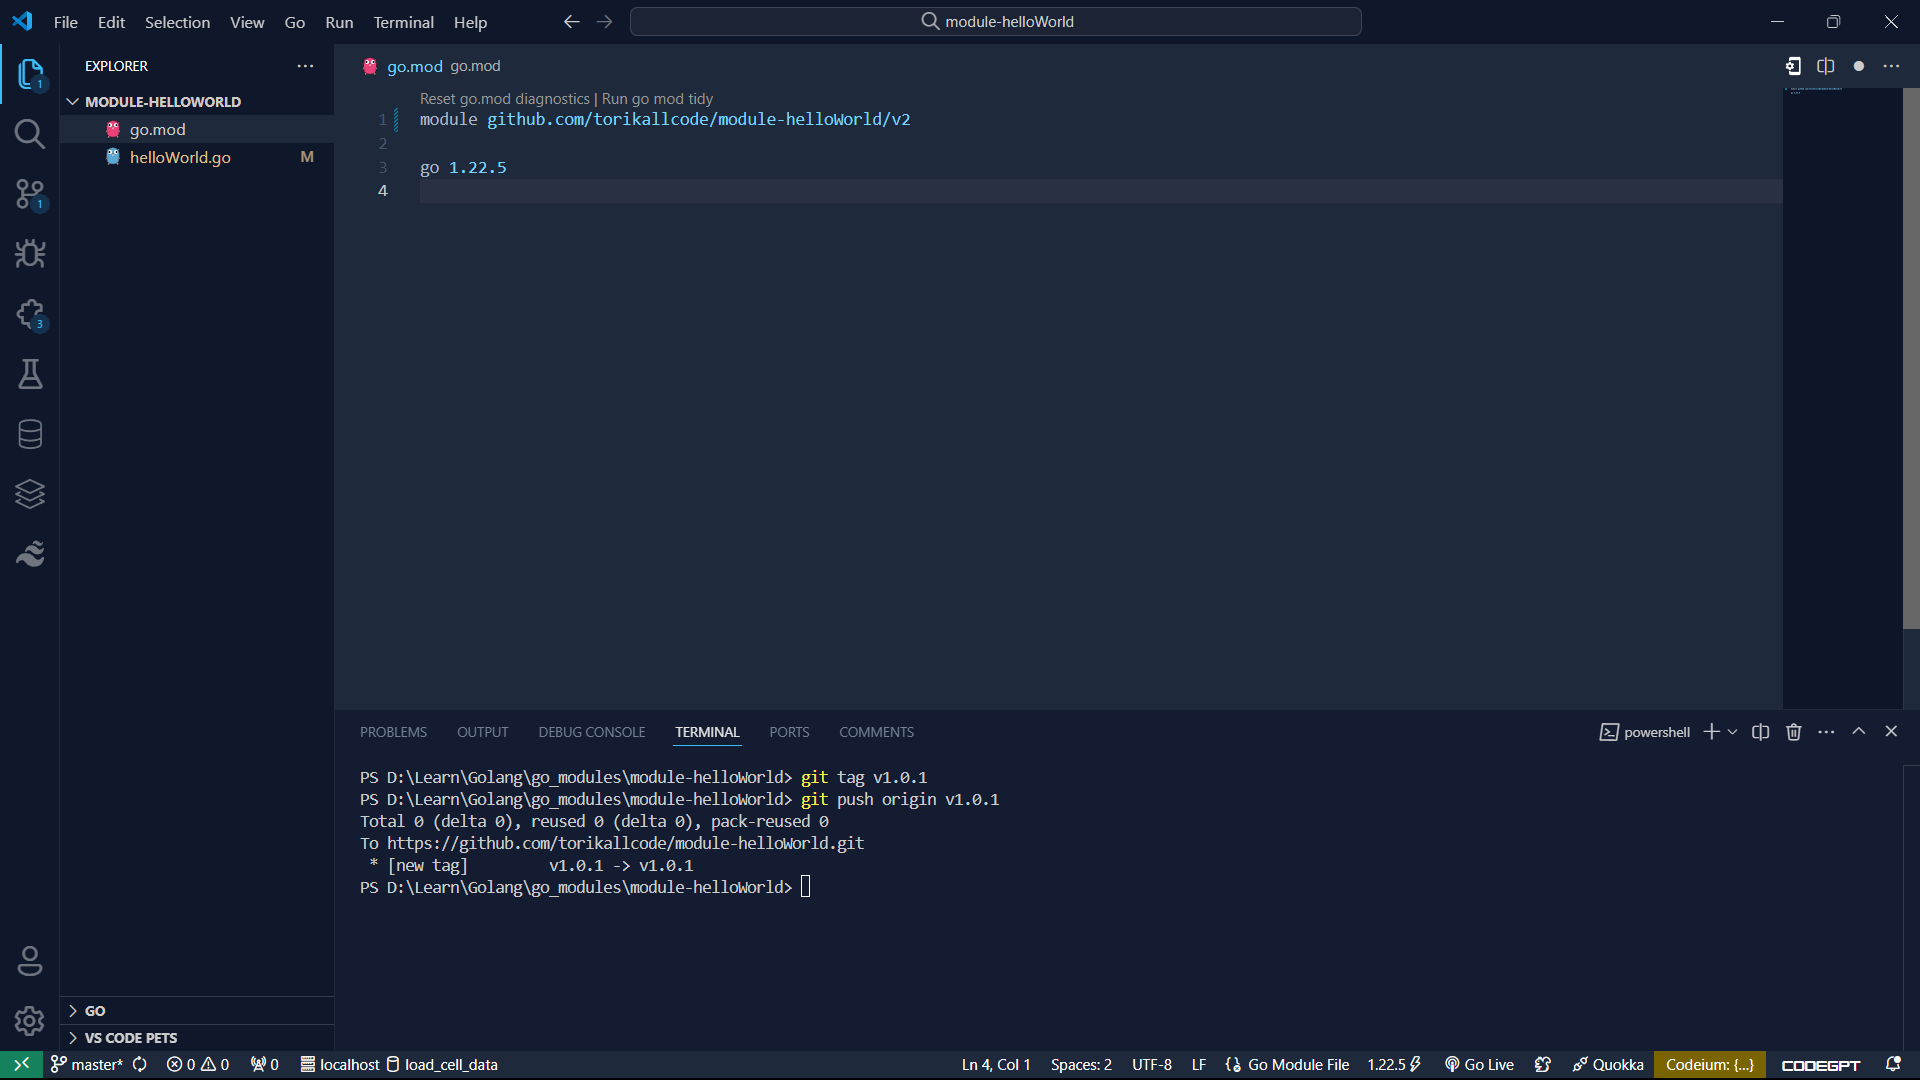 File Edit Selection View Go Run Terminal Help
module-helloWorld
EXPLORER
MODULE-HELLOWORLD
go.mod
helloWorld.go M
1
1
3
GO
VS CODE PETS
go.mod go.mod
Reset go.mod diagnostics | Run go mod tidy
1 module github.com/torikallcode/module-helloWorld/v2
2
3 go 1.22.5
4
PROBLEMS OUTPUT DEBUG CONSOLE TERMINAL PORTS COMMENTS
powershell
PS D:\Learn\Golang\go_modules\module-helloWorld> git tag v1.0.1
PS D:\Learn\Golang\go_modules\module-helloWorld> git push origin v1.0.1
Total 0 (delta 0), reused 0 (delta 0), pack-reused 0
To https://github.com/torikallcode/module-helloWorld.git
* [new tag] v1.0.1 -> v1.0.1
PS D:\Learn\Golang\go_modules\module-helloWorld>
master* 0 0 0 localhost load_cell_data Ln 4, Col 1 Spaces: 2 UTF-8 LF Go Module File 1.22.5 Go Live Quokka Codeium: {...} CODEGPT